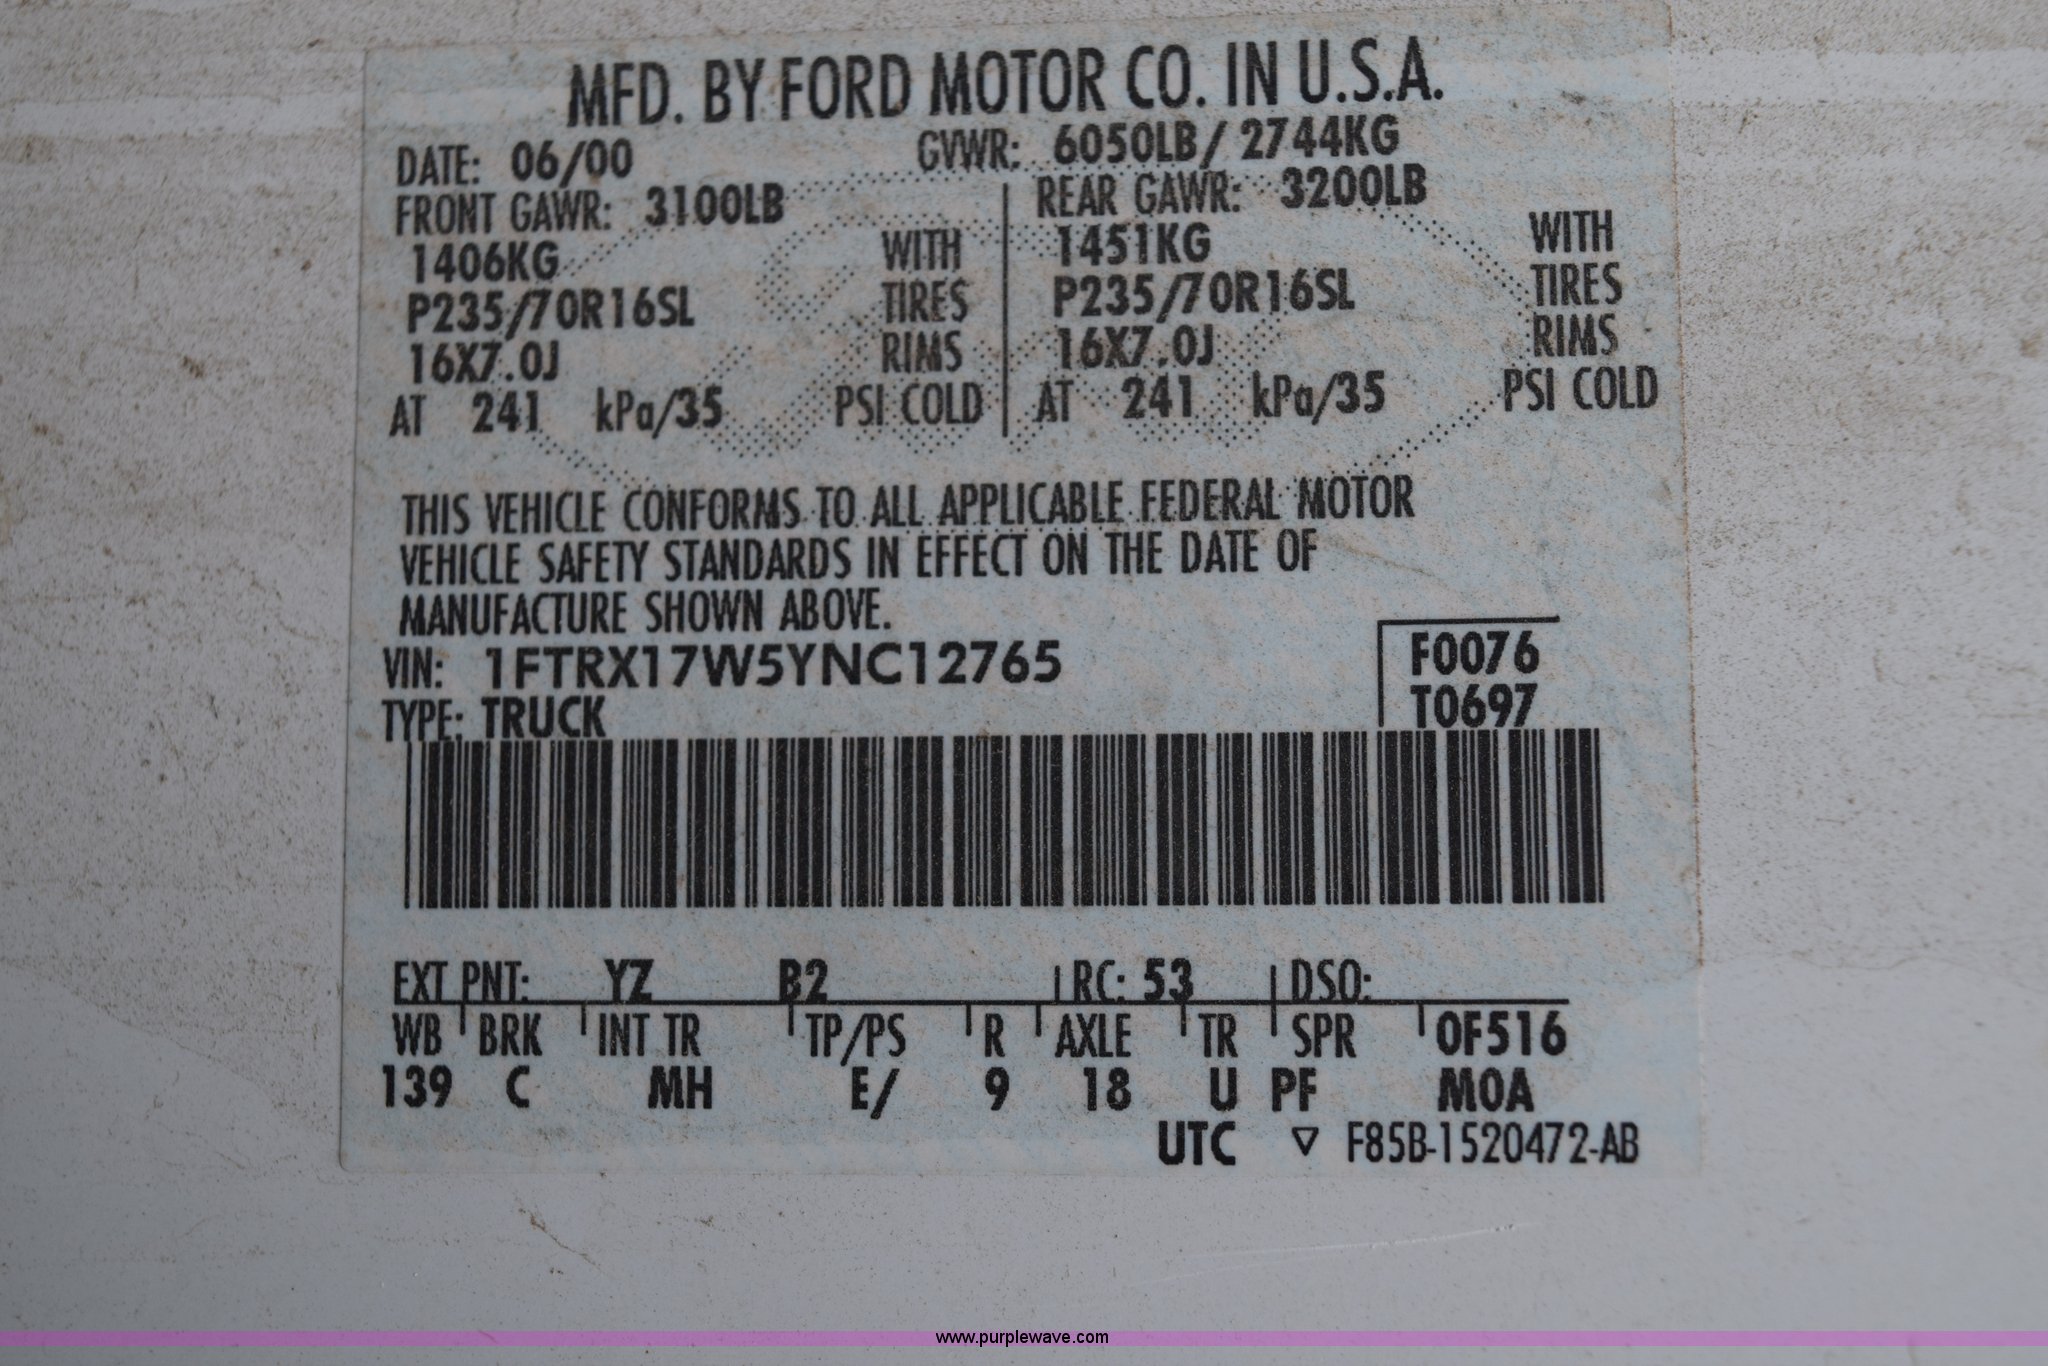 MFD. BY FORD MOTOR CO. IN U.S.A.
DATE: 06/00 GVWR: 6050LB/ 2744KG
FRONT GAWR: 3100LB REAR GAWR: 3200LB
1406KG WITH 1451KG WITH
P235/70R16SL TIRES P235/70R16SL TIRES
16X7.0J RIMS 16X7.0J RIMS
AT 241 kPa/35 PSI COLD AT 241 kPa/35 PSI COLD
THIS VEHICLE CONFORMS TO ALL APPLICABLE FEDERAL MOTOR
VEHICLE SAFETY STANDARDS IN EFFECT ON THE DATE OF
MANUFACTURE SHOWN ABOVE.
VIN: 1FTRX17W5YNC12765 F0076
TYPE: TRUCK T0697
EXT PNT: YZ B2 RC: 53 DSO:
WB BRK INT TR TP/PS R AXLE TR SPR 0F516
139 C MH E/ 9 18 U PF M0A
UTC ▽ F85B-1520472-AB
www.purplewave.com